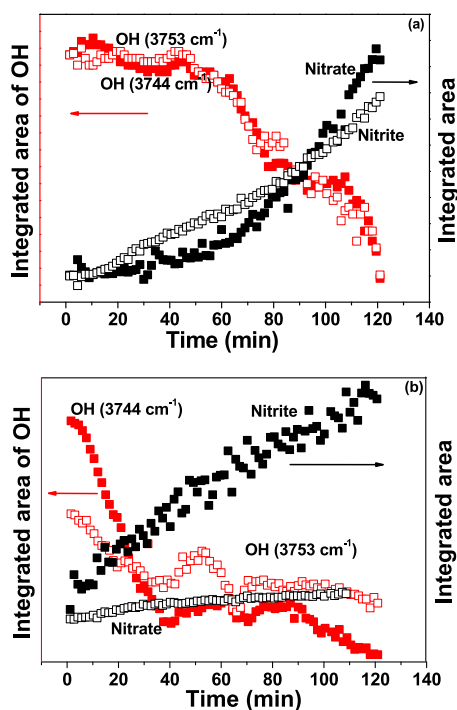 (a)
OH (3753 cm-1)
OH (3744 cm-1)
Nitrate
Nitrite
Integrated area of OH
Integrated area
0 20 40 60 80 100 120 140
Time (min)
(b)
OH (3744 cm-1)
Nitrite
OH (3753 cm-1)
Nitrate
Integrated area of OH
Integrated area
0 20 40 60 80 100 120 140
Time (min)